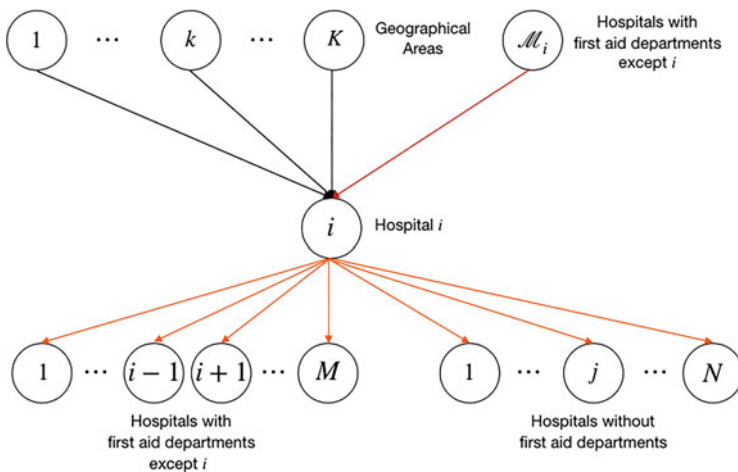 1 ... k ... K
Geographical
Areas
ℳ_i
Hospitals with
first aid departments
except i
i
Hospital i
1 ... i − 1 i + 1 ... M
1 ... j ... N
Hospitals with
first aid departments
except i
Hospitals without
first aid departments